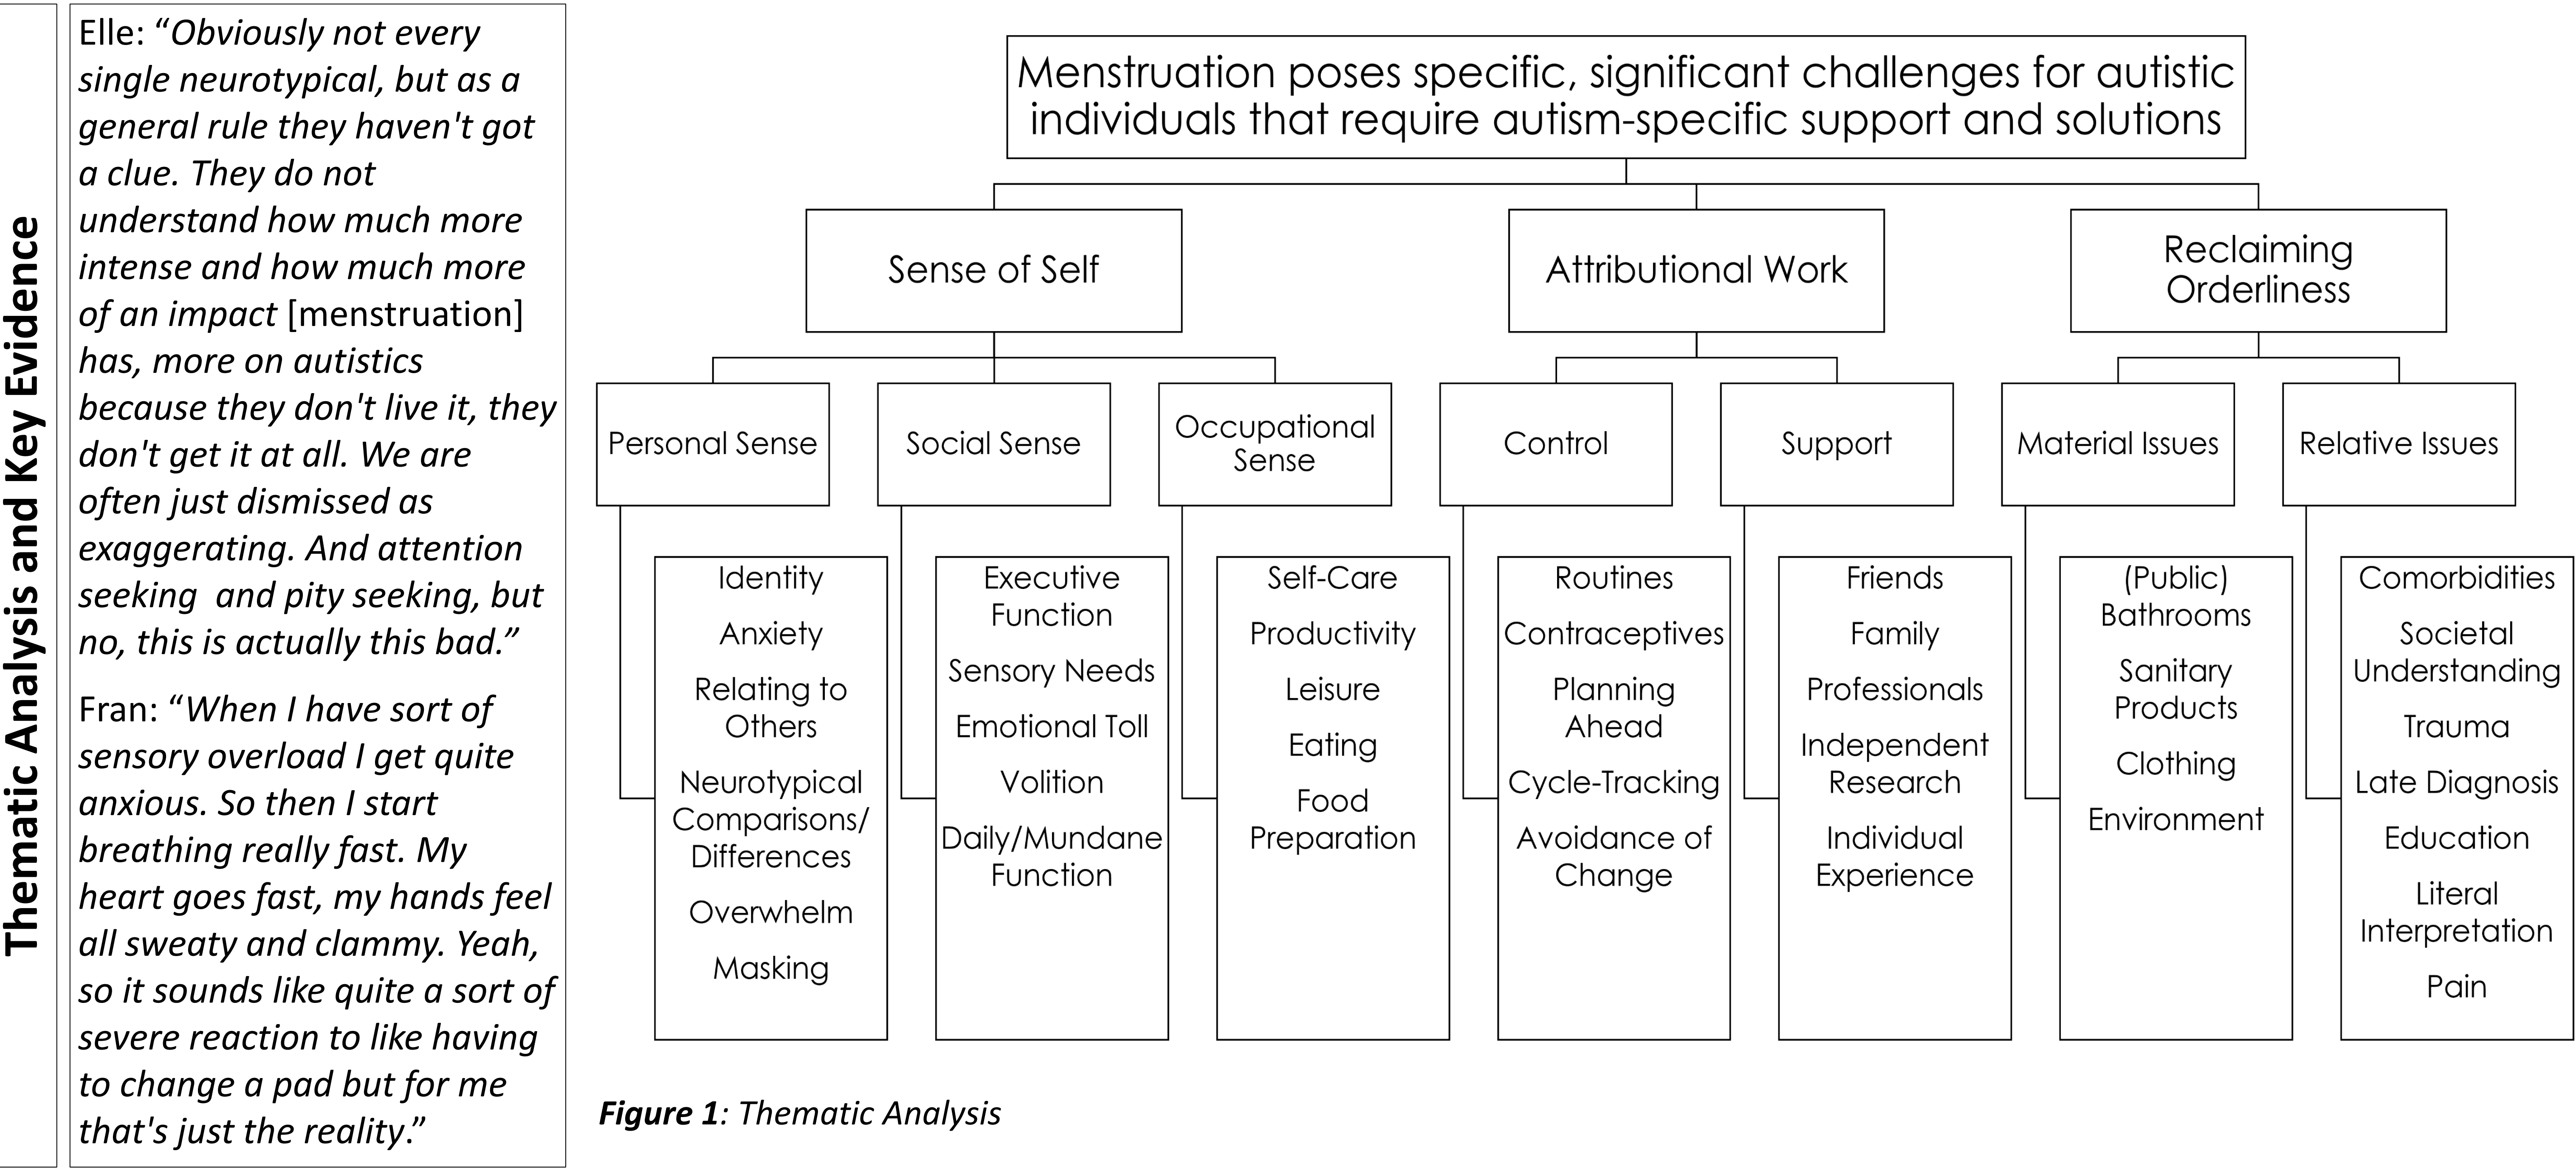 Thematic Analysis and Key Evidence
Elle: “Obviously not every
single neurotypical, but as a
general rule they haven't got
a clue. They do not
understand how much more
intense and how much more
of an impact [menstruation]
has, more on autistics
because they don't live it, they
don't get it at all. We are
often just dismissed as
exaggerating. And attention
seeking  and pity seeking, but
no, this is actually this bad.”
Fran: “When I have sort of
sensory overload I get quite
anxious. So then I start
breathing really fast. My
heart goes fast, my hands feel
all sweaty and clammy. Yeah,
so it sounds like quite a sort of
severe reaction to like having
to change a pad but for me
that's just the reality.”
Menstruation poses specific, significant challenges for autistic
individuals that require autism-specific support and solutions
Sense of Self
Attributional Work
Reclaiming
Orderliness
Personal Sense
Social Sense
Occupational
Sense
Control
Support
Material Issues
Relative Issues
Identity
Anxiety
Relating to
Others
Neurotypical
Comparisons/
Differences
Overwhelm
Masking
Executive
Function
Sensory Needs
Emotional Toll
Volition
Daily/Mundane
Function
Self-Care
Productivity
Leisure
Eating
Food
Preparation
Routines
Contraceptives
Planning
Ahead
Cycle-Tracking
Avoidance of
Change
Friends
Family
Professionals
Independent
Research
Individual
Experience
(Public)
Bathrooms
Sanitary
Products
Clothing
Environment
Comorbidities
Societal
Understanding
Trauma
Late Diagnosis
Education
Literal
Interpretation
Pain
Figure 1: Thematic Analysis